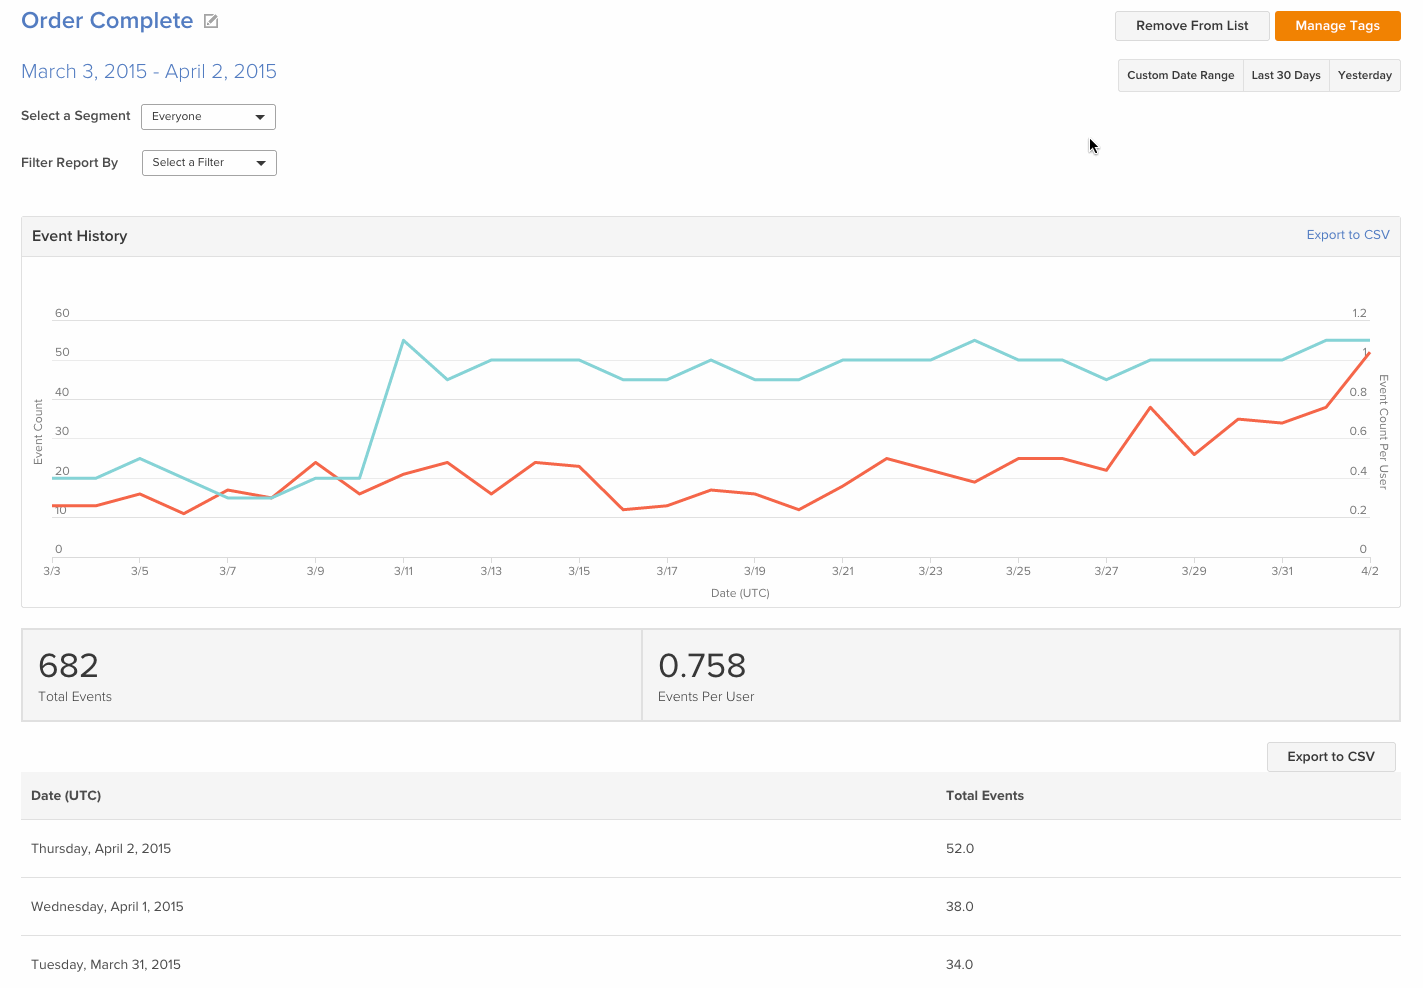 Order Complete
Remove From List
Manage Tags
March 3, 2015 - April 2, 2015
Custom Date Range
Last 30 Days
Yesterday
Select a Segment
Everyone
Filter Report By
Select a Filter
Event History
Export to CSV
60
50
40
30
20
10
0
Event Count
1.2
1
0.8
0.6
0.4
0.2
0
Event Count Per User
3/3 3/5 3/7 3/9 3/11 3/13 3/15 3/17 3/19 3/21 3/23 3/25 3/27 3/29 3/31 4/2
Date (UTC)
682
Total Events
0.758
Events Per User
Export to CSV
Date (UTC) Total Events
Thursday, April 2, 2015 52.0
Wednesday, April 1, 2015 38.0
Tuesday, March 31, 2015 34.0